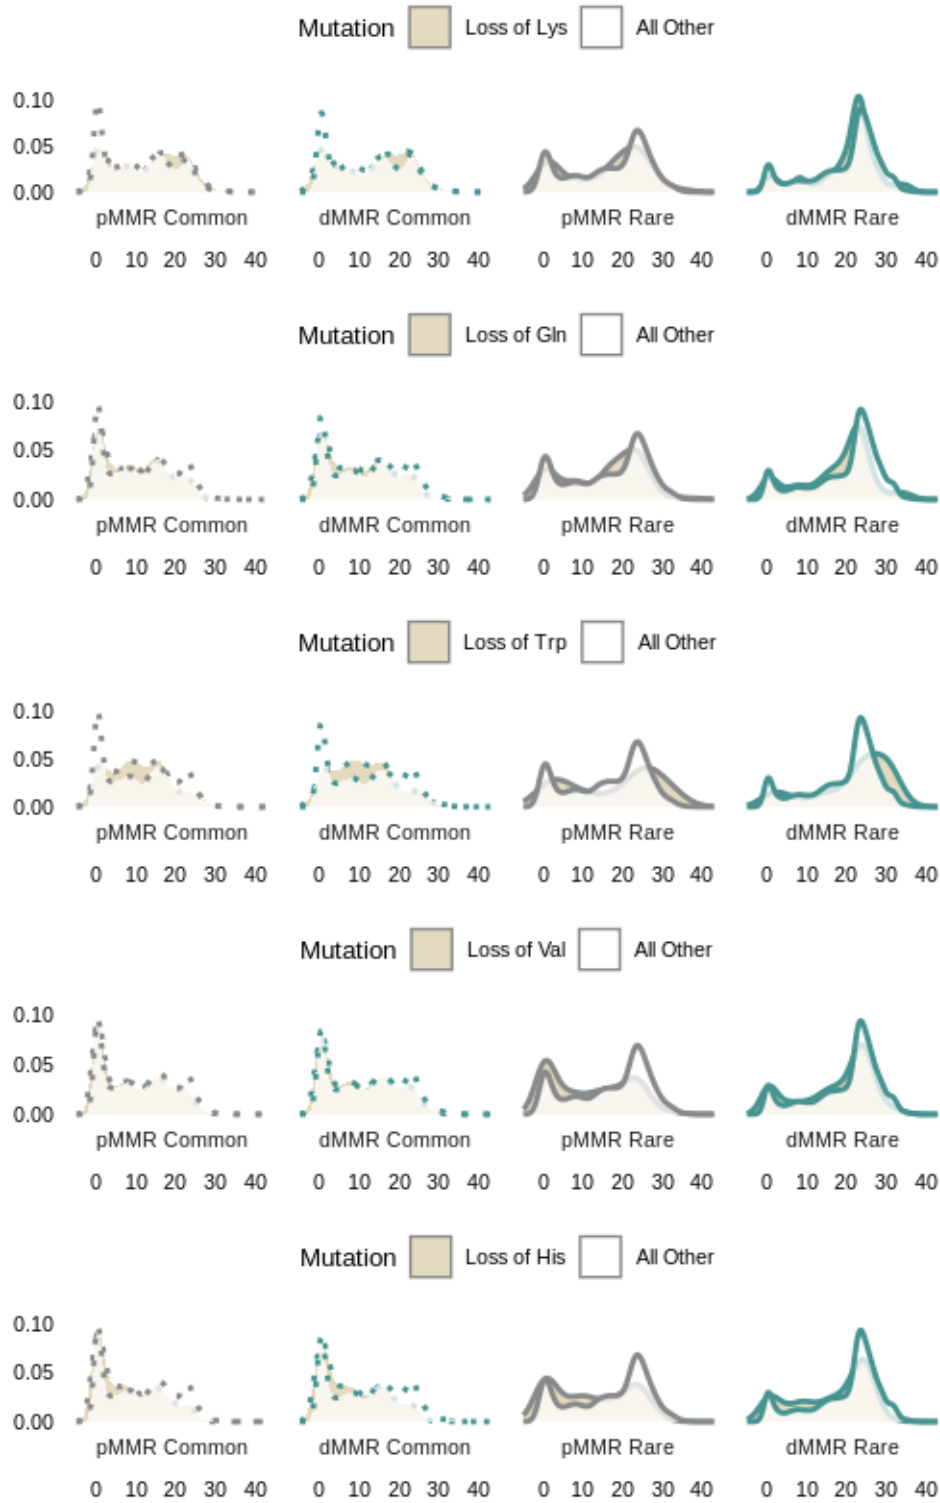 Mutation Loss of Lys All Other
0.10
0.05
0.00
pMMR Common dMMR Common pMMR Rare dMMR Rare
0 10 20 30 40 0 10 20 30 40 0 10 20 30 40 0 10 20 30 40
Mutation Loss of Gln All Other
0.10
0.05
0.00
pMMR Common dMMR Common pMMR Rare dMMR Rare
0 10 20 30 40 0 10 20 30 40 0 10 20 30 40 0 10 20 30 40
Mutation Loss of Trp All Other
0.10
0.05
0.00
pMMR Common dMMR Common pMMR Rare dMMR Rare
0 10 20 30 40 0 10 20 30 40 0 10 20 30 40 0 10 20 30 40
Mutation Loss of Val All Other
0.10
0.05
0.00
pMMR Common dMMR Common pMMR Rare dMMR Rare
0 10 20 30 40 0 10 20 30 40 0 10 20 30 40 0 10 20 30 40
Mutation Loss of His All Other
0.10
0.05
0.00
pMMR Common dMMR Common pMMR Rare dMMR Rare
0 10 20 30 40 0 10 20 30 40 0 10 20 30 40 0 10 20 30 40